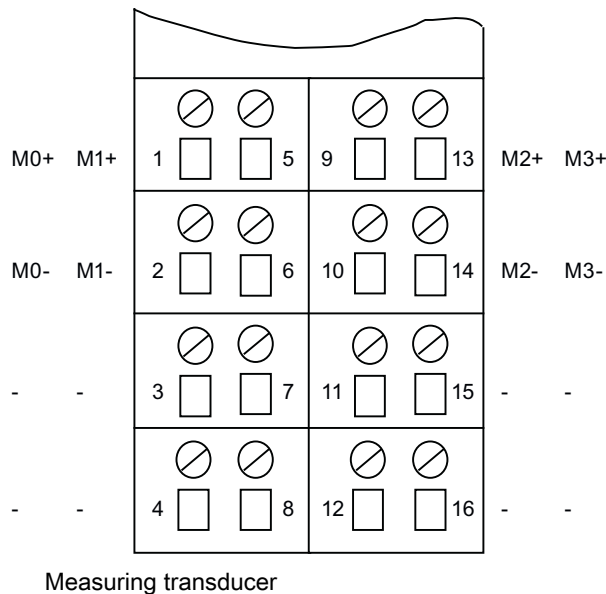 M0+ M1+ 1 5 9 13 M2+ M3+
M0- M1- 2 6 10 14 M2- M3-
- - 3 7 11 15 - -
- - 4 8 12 16 - -
Measuring transducer